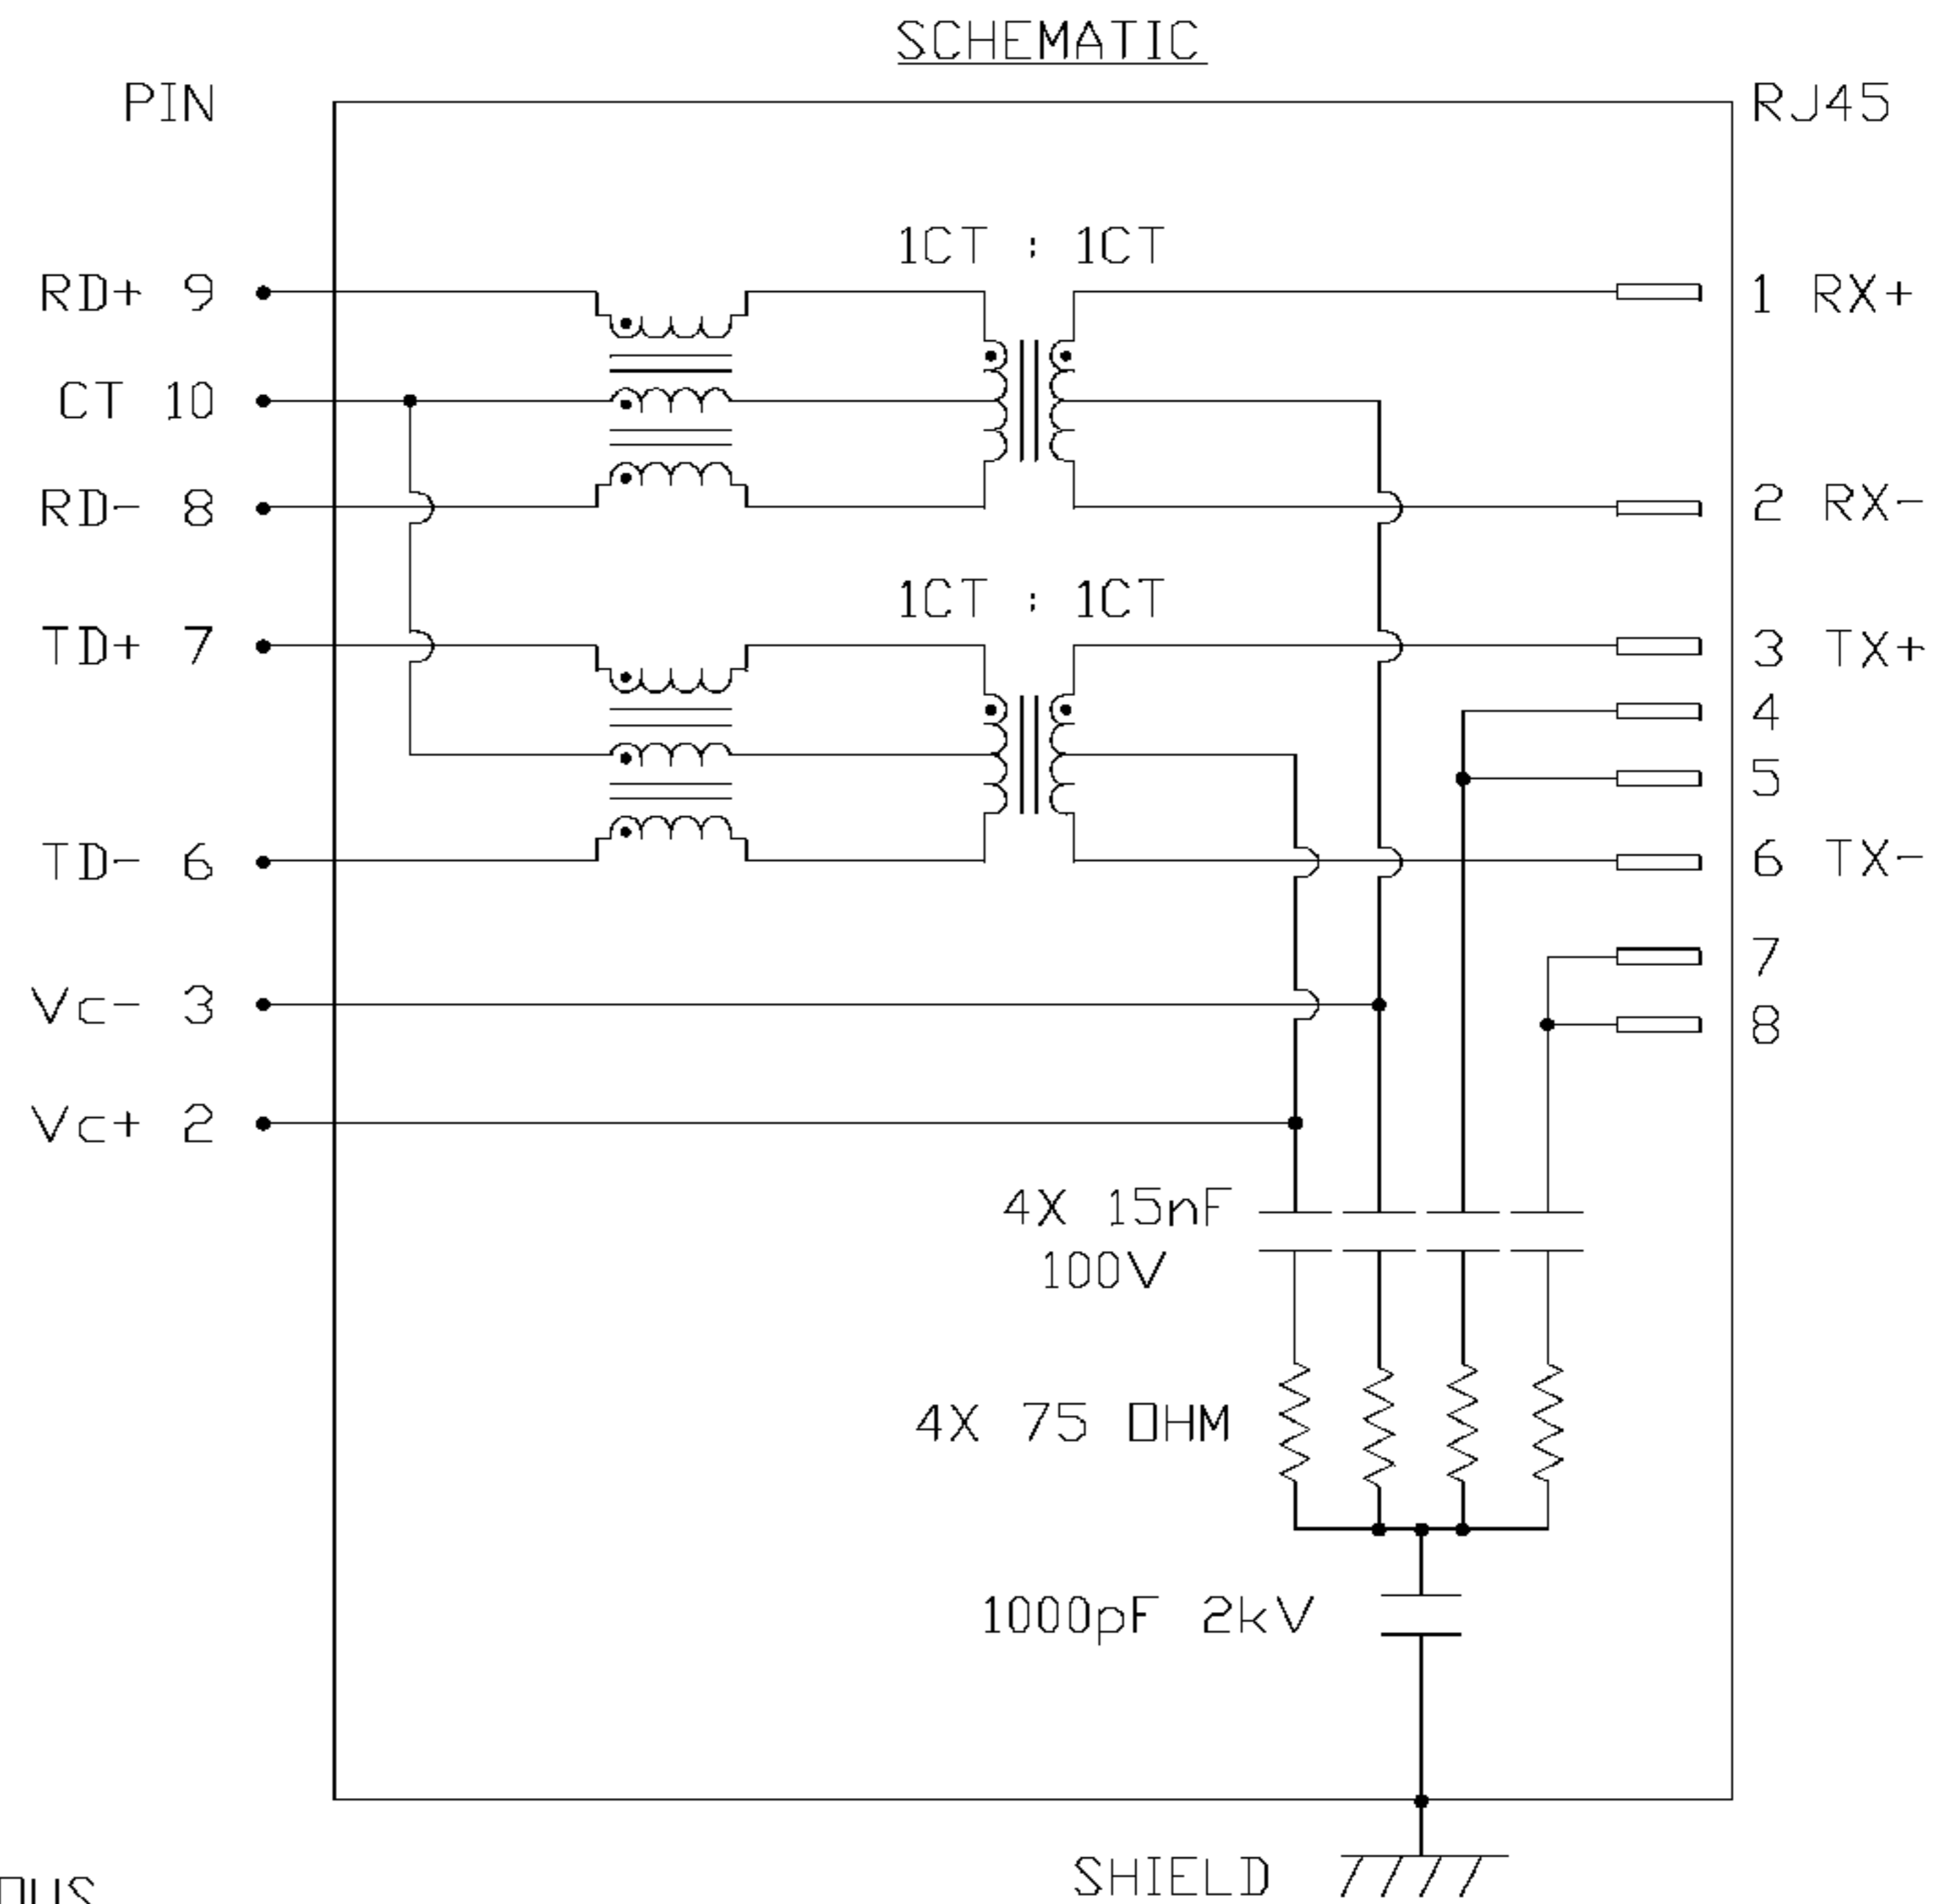 SCHEMATIC
PIN
RJ45
1CT : 1CT
RD+ 9
1 RX+
CT 10
RD- 8
2 RX-
1CT : 1CT
TD+ 7
3 TX+
4
5
TD- 6
6 TX-
7
Vc- 3
8
Vc+ 2
4X 15nF
100V
4X 75 OHM
1000pF 2kV
SHIELD